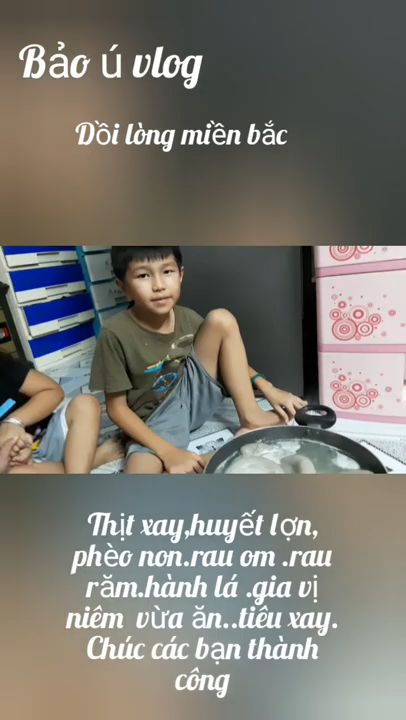 Bảo ú vlog
Dồi lòng miền bắc
Thịt xay,huyết lợn,
phèo non.rau om .rau
răm.hành lá .gia vị
niêm vừa ăn..tiêu xay.
Chúc các bạn thành
công